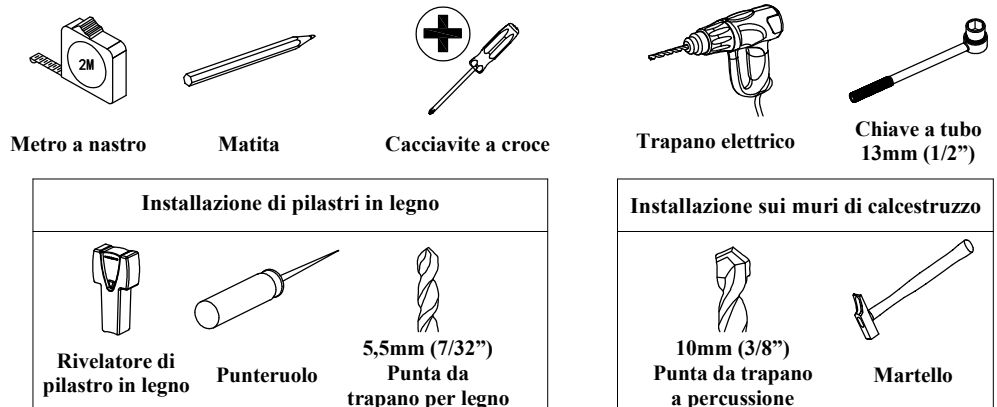 2M
Metro a nastro
Matita
Cacciavite a croce
Trapano elettrico
Chiave a tubo
13mm (1/2”)
Installazione di pilastri in legno
Rivelatore di
pilastro in legno
Punteruolo
5,5mm (7/32”)
Punta da
trapano per legno
Installazione sui muri di calcestruzzo
10mm (3/8”)
Punta da trapano
a percussione
Martello